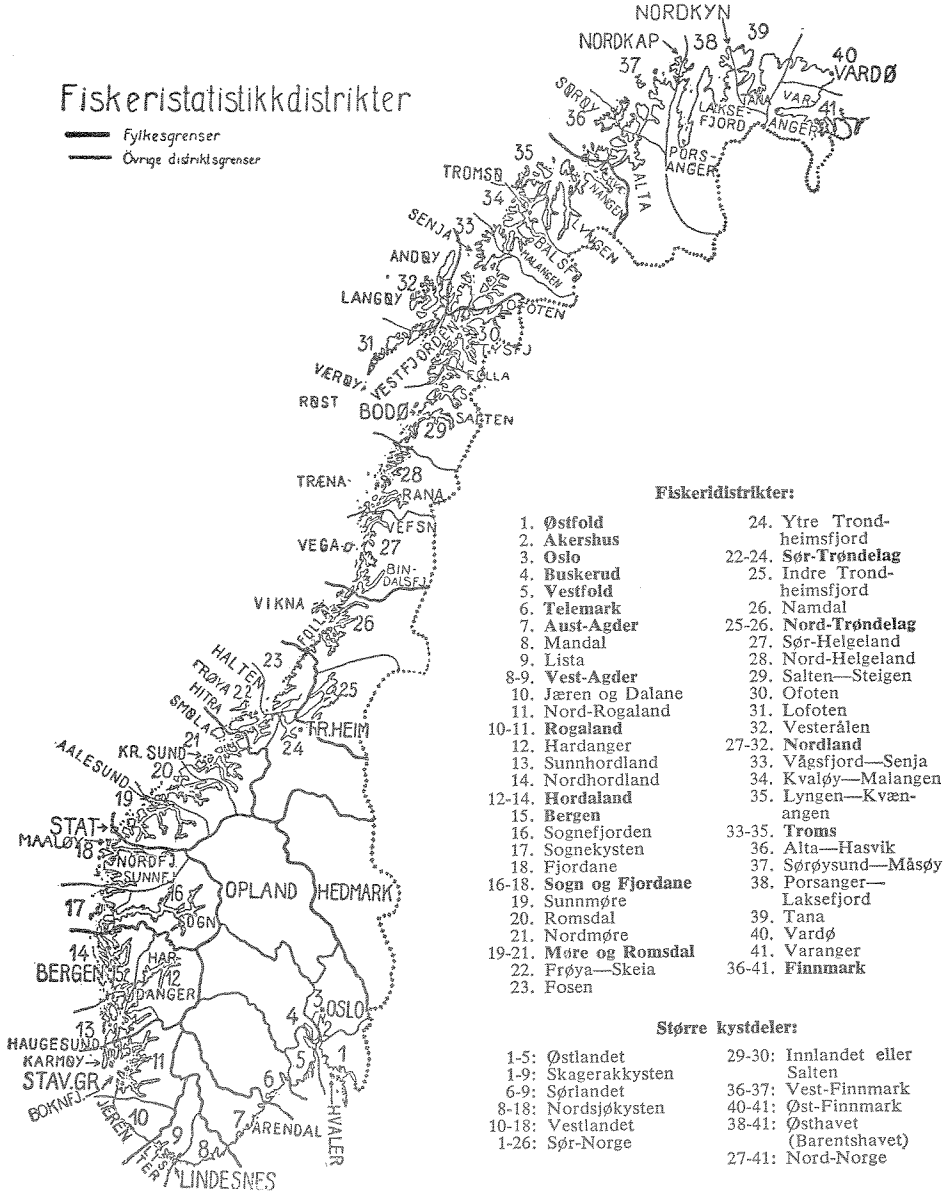 Fiskeristatistikkdistrikter
Fylkesgrenser
Övrige distriktsgrenser
NORDKYN
NORDKAP
38
39
40
VARDØ
37
SØRØY
36
LAKSE-
FJORD
TANA
VAR-
ANGER
41
PORS-
ANGER
ALTA
35
TROMSØ
34
NANGEN
LYNGEN
SENJA
33
BALSFJ
MALANGEN
ANDØY
32
LANGØY
OFOTEN
31
30
TYSFJ
VESTFJORDEN
FOLLA
VÆRØY
RØST
BODØ
SALTEN
29
28
TRÆNA
RANA
VEFSN
VEGA
27
BIN-
DALSFJ
VIKNA
26
FOLLA
23
HALTEN
FRØYA
22
25
HITRA
SMØLA
TR.HEIM
24
21
KR.SUND
20
AALESUND
19
STAT
MAALØY
18
NORDFJ.
SUNNFJ.
OPLAND
HEDMARK
16
17
SOGN
14
BERGEN
15
HAR-
12
DANGER
3
OSLO
4
2
13
HAUGESUND
KARMØY
11
5
1
STAV.GR
BOKNFJ.
6
HVALER
10
7
ARENDAL
JÆREN
9
8
LISTER
LINDESNES
Fiskeridistrikter:
1. Østfold
2. Akershus
3. Oslo
4. Buskerud
5. Vestfold
6. Telemark
7. Aust-Agder
8. Mandal
9. Lista
8-9. Vest-Agder
10. Jæren og Dalane
11. Nord-Rogaland
10-11. Rogaland
12. Hardanger
13. Sunnhordland
14. Nordhordland
12-14. Hordaland
15. Bergen
16. Sognefjorden
17. Sognekysten
18. Fjordane
16-18. Sogn og Fjordane
19. Sunnmøre
20. Romsdal
21. Nordmøre
19-21. Møre og Romsdal
22. Frøya—Skeia
23. Fosen
24. Ytre Trond-
heimsfjord
22-24. Sør-Trøndelag
25. Indre Trond-
heimsfjord
26. Namdal
25-26. Nord-Trøndelag
27. Sør-Helgeland
28. Nord-Helgeland
29. Salten—Steigen
30. Ofoten
31. Lofoten
32. Vesterålen
27-32. Nordland
33. Vågsfjord—Senja
34. Kvaløy—Malangen
35. Lyngen—Kvæn-
angen
33-35. Troms
36. Alta—Hasvik
37. Sørøysund—Måsøy
38. Porsanger—
Laksefjord
39. Tana
40. Vardø
41. Varanger
36-41. Finnmark
Større kystdeler:
1-5: Østlandet
1-9: Skagerakkysten
6-9: Sørlandet
8-18: Nordsjøkysten
10-18: Vestlandet
1-26: Sør-Norge
29-30: Innlandet eller
Salten
36-37: Vest-Finnmark
40-41: Øst-Finnmark
38-41: Østhavet
(Barentshavet)
27-41: Nord-Norge